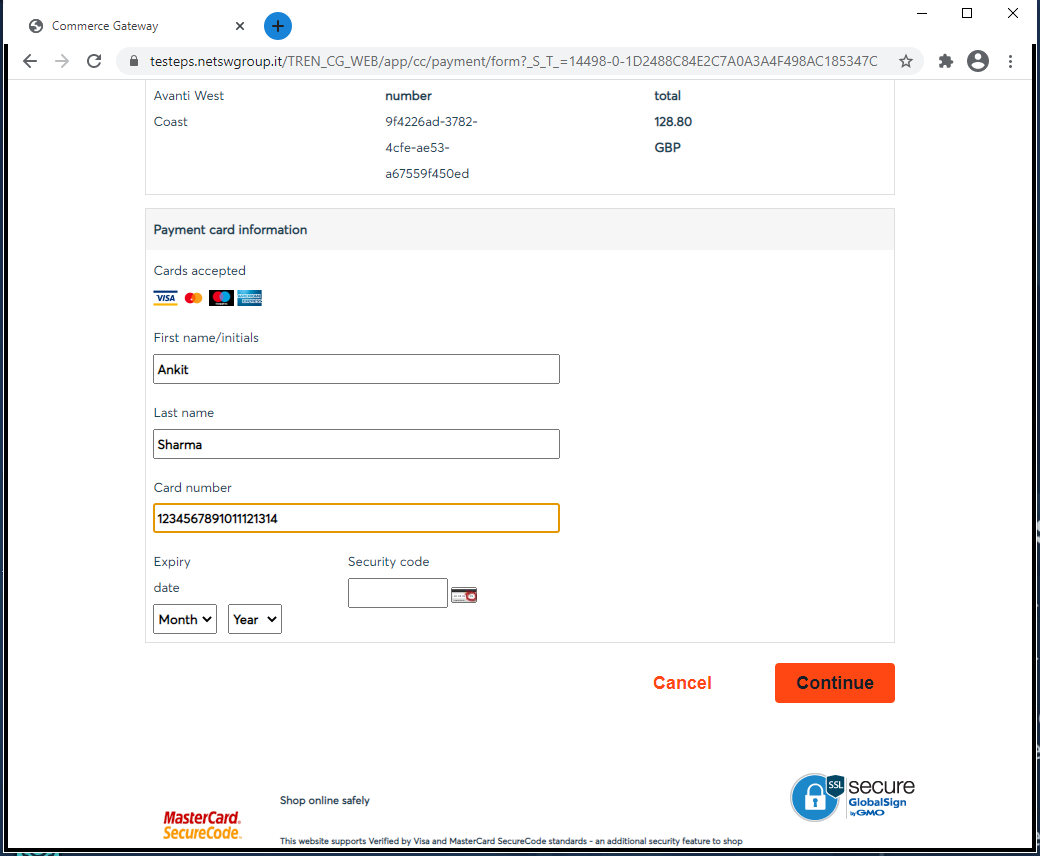 Commerce Gateway
testeps.netswgroup.it/TREN_CG_WEB/app/cc/payment/form?_S_T_=14498-0-1D2488C84E2C7A0A3A4F498AC185347C
Avanti West number total
Coast 9f4226ad-3782- 128.80
4cfe-ae53- GBP
a67559f450ed
Payment card information
Cards accepted
VISA
First name/initials
Ankit
Last name
Sharma
Card number
1234567891011121314
Expiry Security code
date
Month Year
Cancel Continue
SSL secure
GlobalSign
by GMO
Shop online safely
MasterCard.
SecureCode.
This website supports Verified by Visa and MasterCard SecureCode standards - an additional security feature to shop